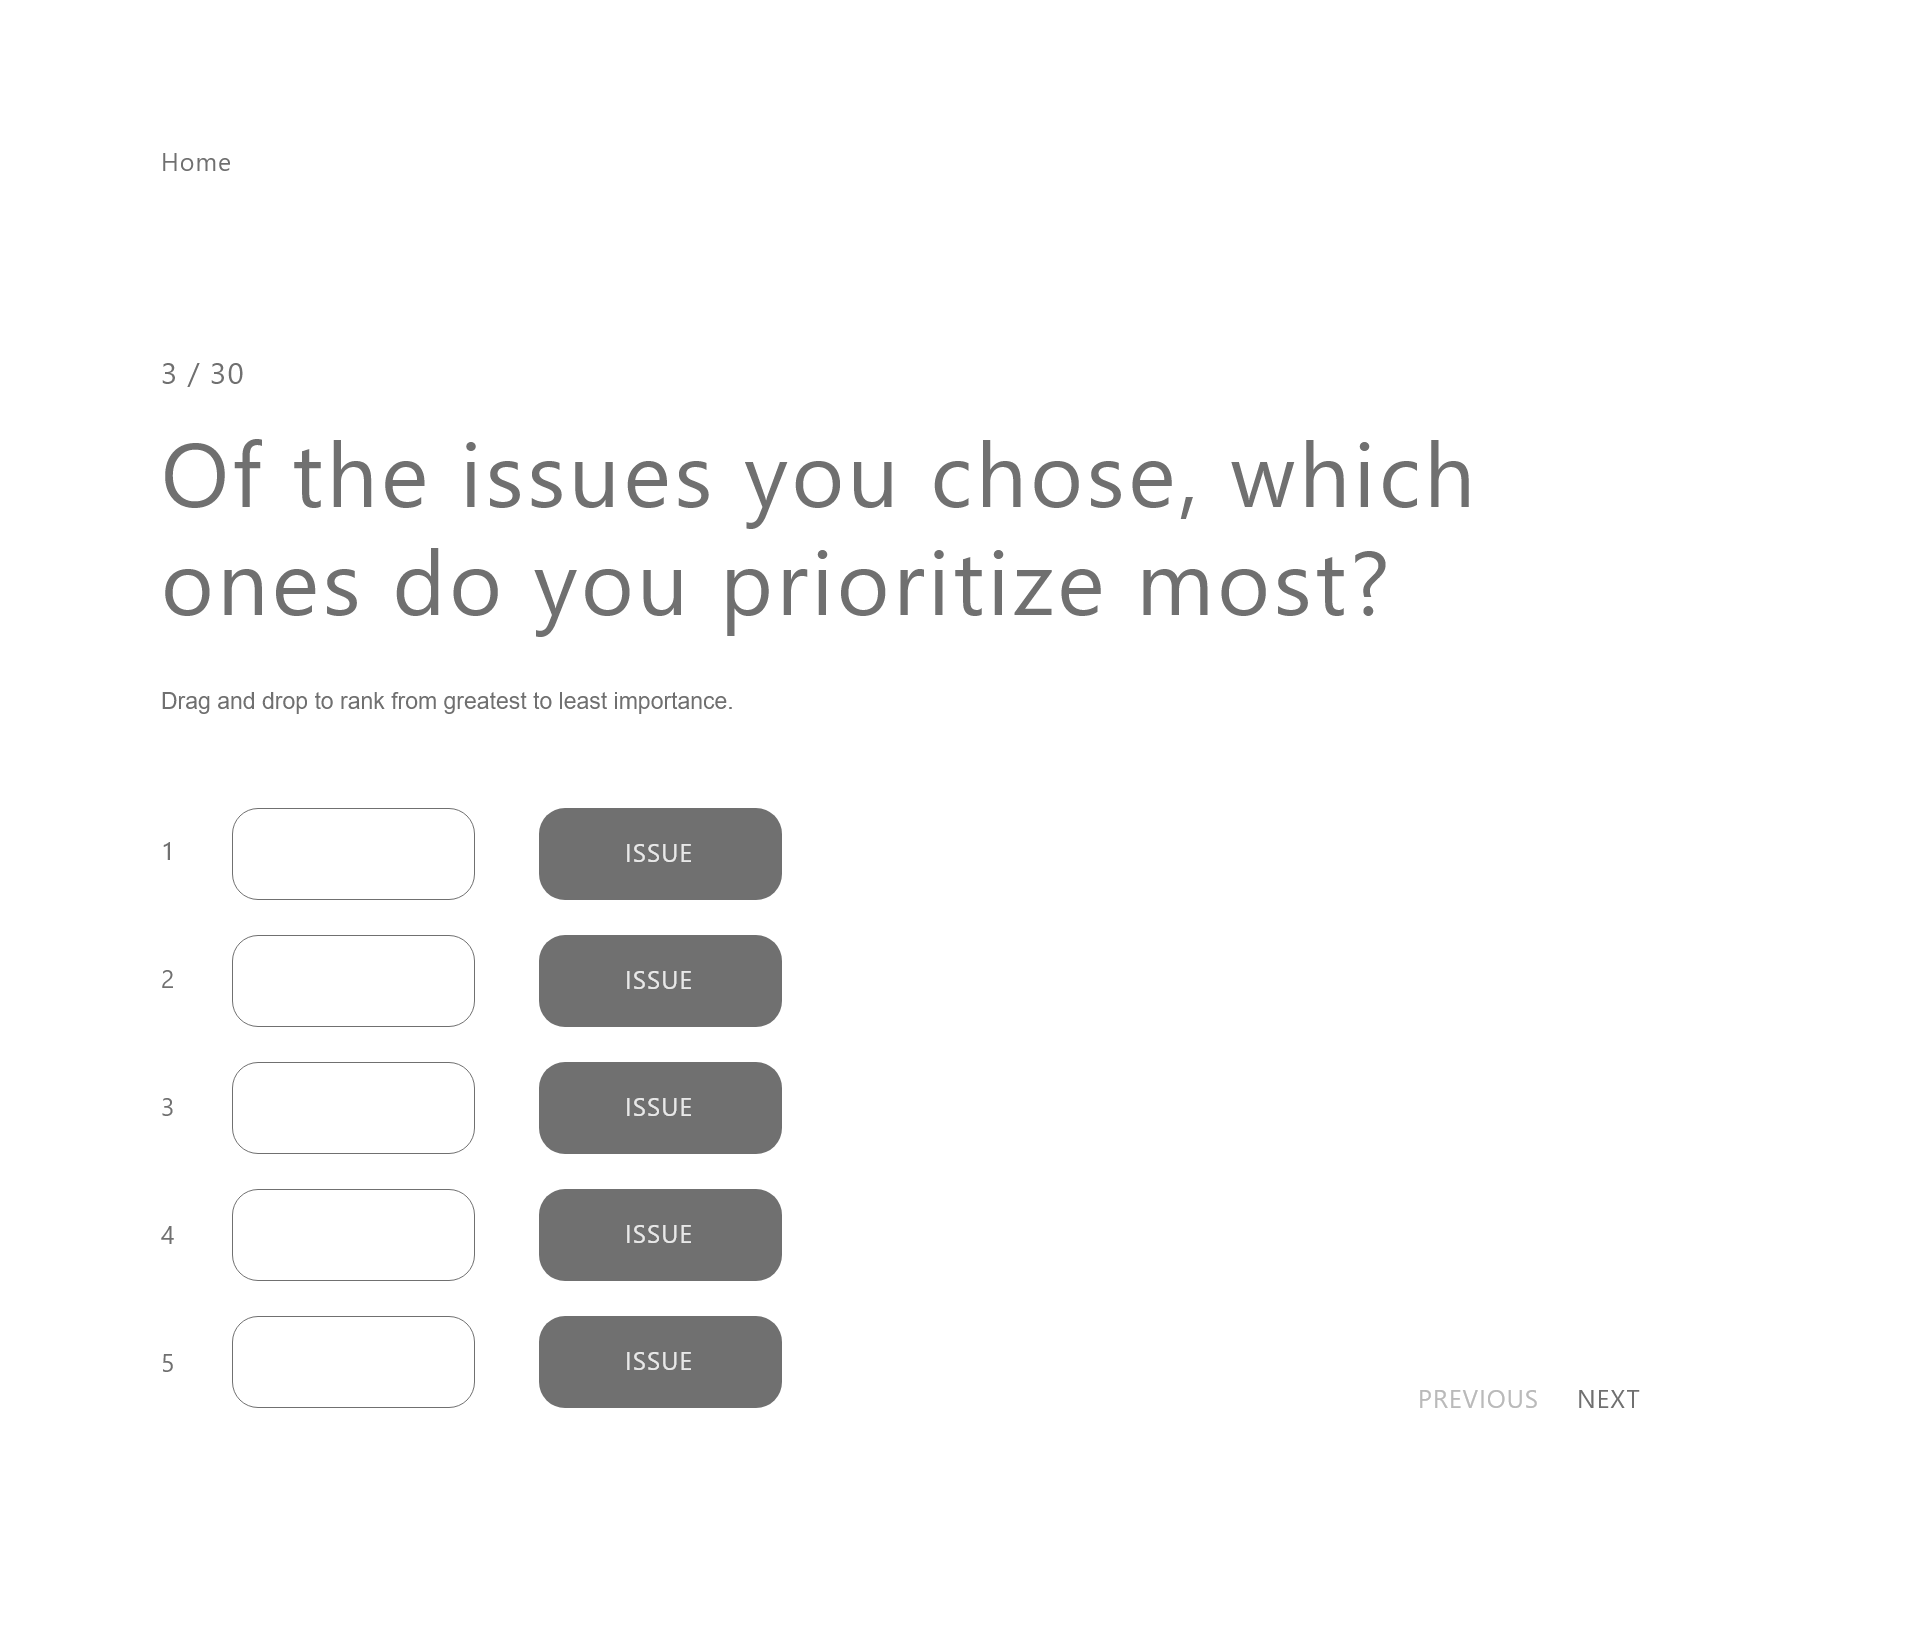 Home
3 / 30
Of the issues you chose, which
ones do you prioritize most?
Drag and drop to rank from greatest to least importance.
1 ISSUE
2 ISSUE
3 ISSUE
4 ISSUE
5 ISSUE
PREVIOUS NEXT